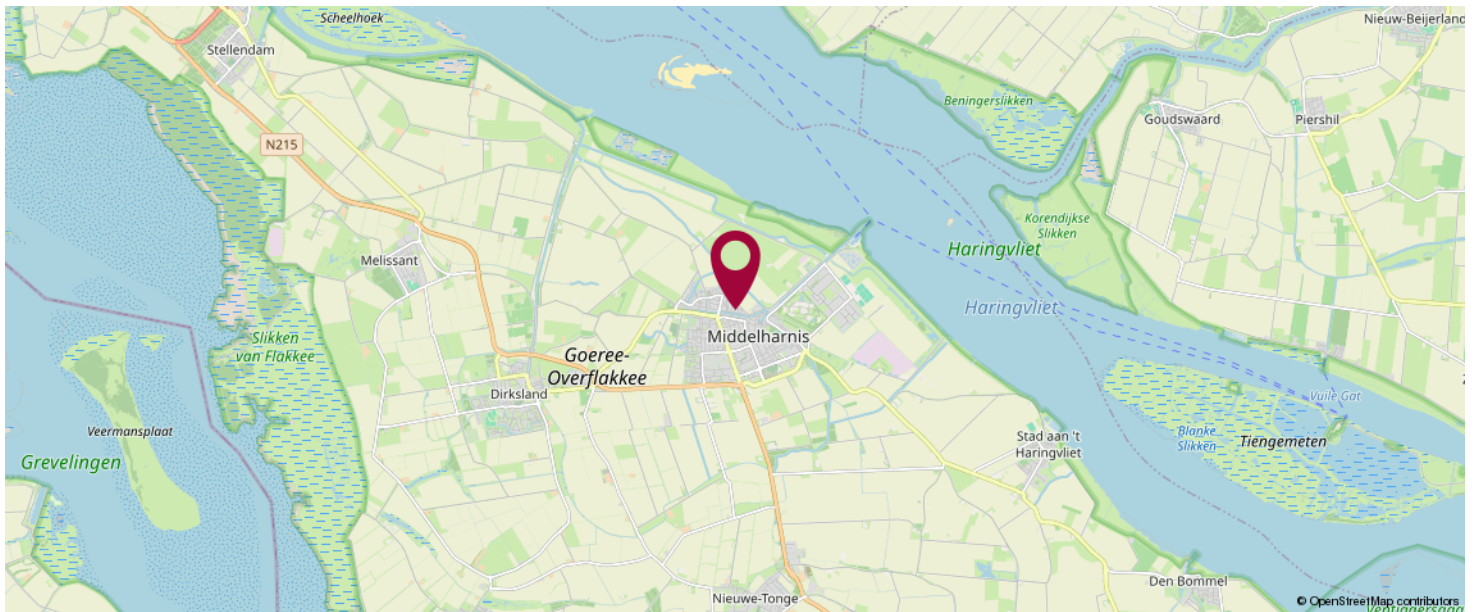 Scheelhoek
Nieuw-Beijerland
Stellendam
Beningerslikken
Goudswaard
Piershil
N215
Korendijkse
Slikken
Haringvliet
Melissant
Haringvliet
Slikken
van Flakkee
Middelharnis
Goeree-
Overflakkee
Dirksland
Vuile Gat
Veermansplaat
Blanke
Slikken
Tiengemeten
Stad aan 't
Haringvliet
Grevelingen
Den Bommel
Nieuwe-Tonge
© OpenStreetMap contributors